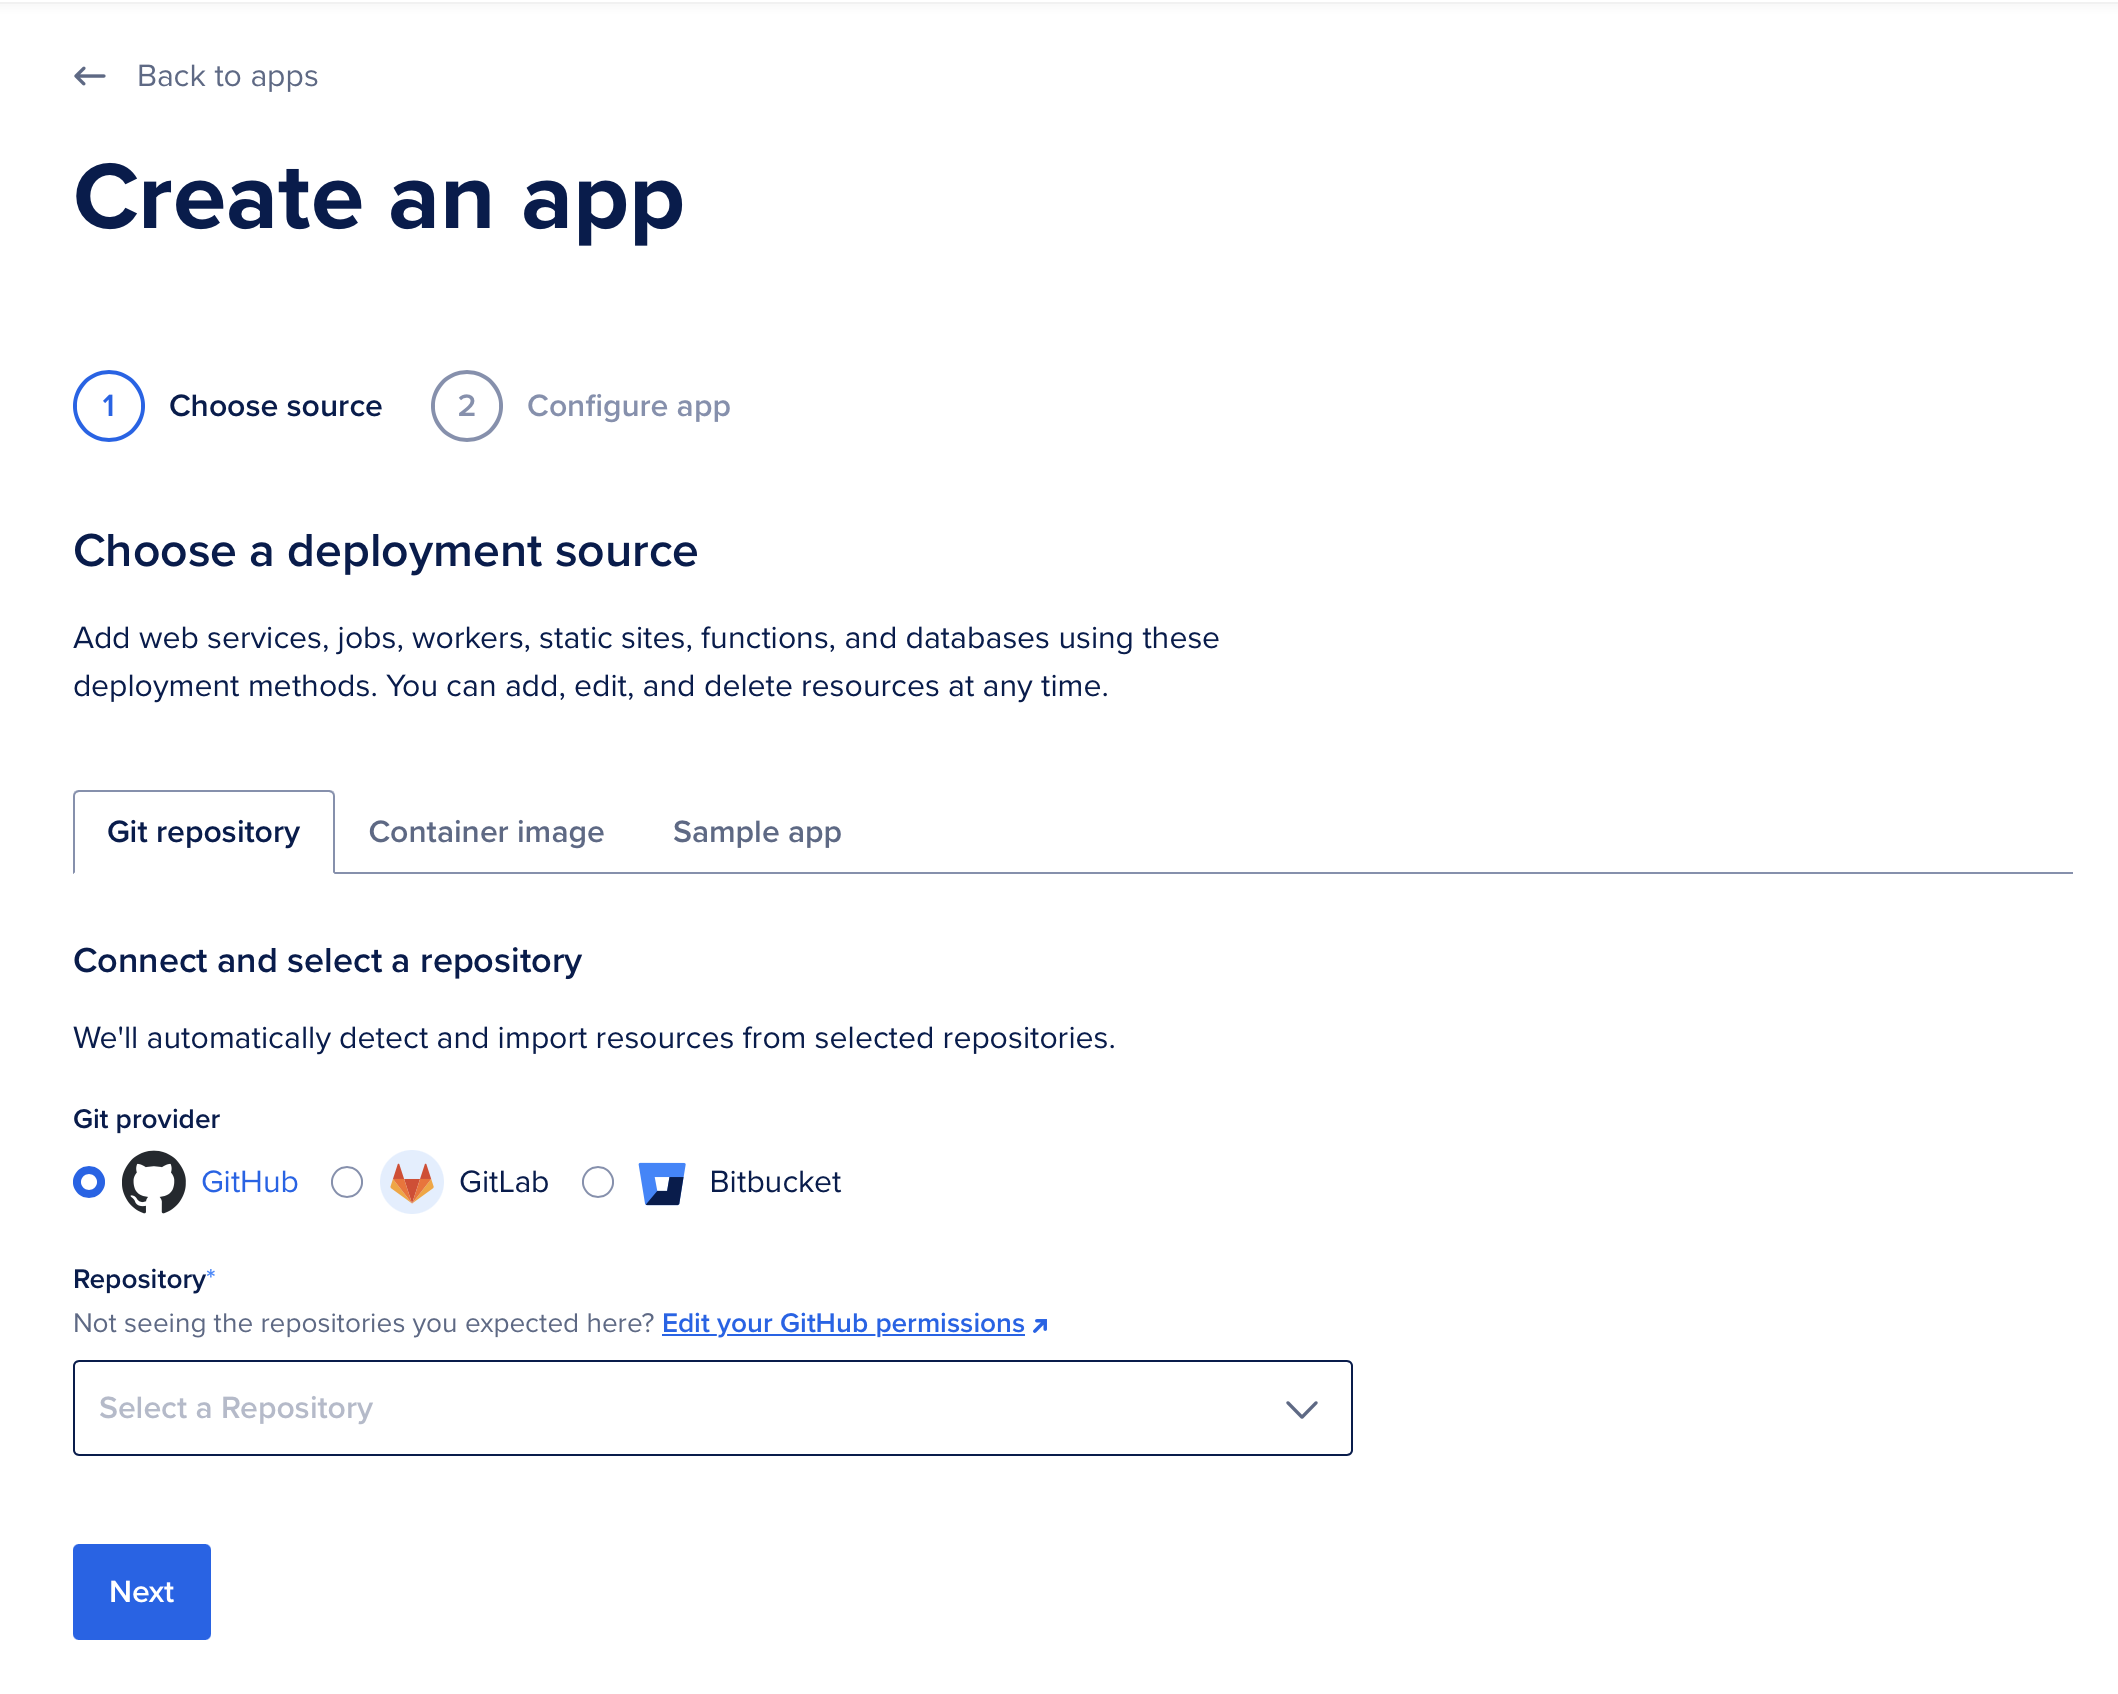 Back to apps
Create an app
1 Choose source 2 Configure app
Choose a deployment source
Add web services, jobs, workers, static sites, functions, and databases using these
deployment methods. You can add, edit, and delete resources at any time.
Git repository Container image Sample app
Connect and select a repository
We'll automatically detect and import resources from selected repositories.
Git provider
GitHub GitLab Bitbucket
Repository*
Not seeing the repositories you expected here? Edit your GitHub permissions
Select a Repository
Next